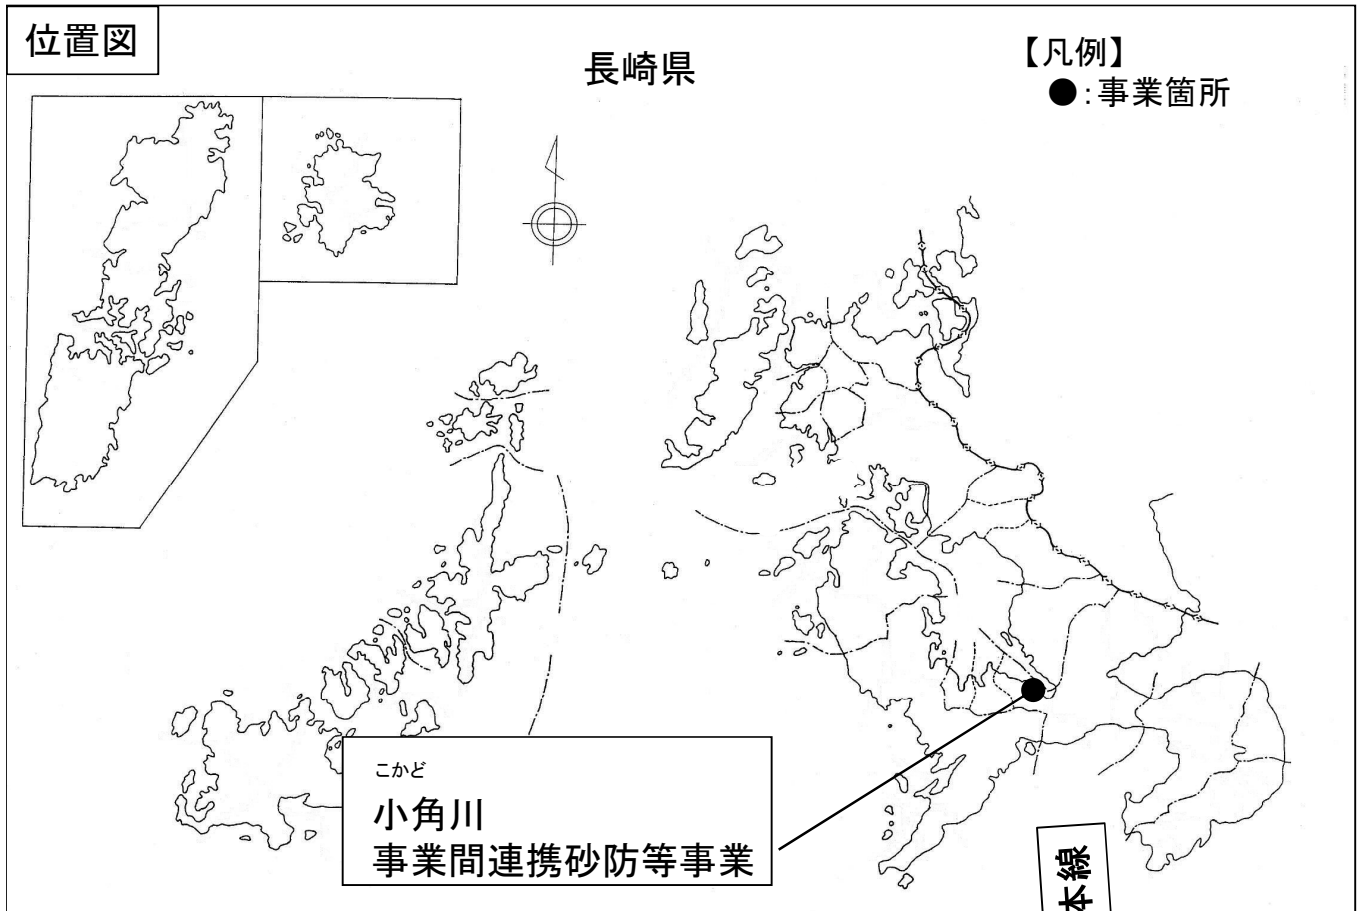 位置図
長崎県
【凡例】
●:事業箇所
こかど
小角川
事業間連携砂防等事業
本線